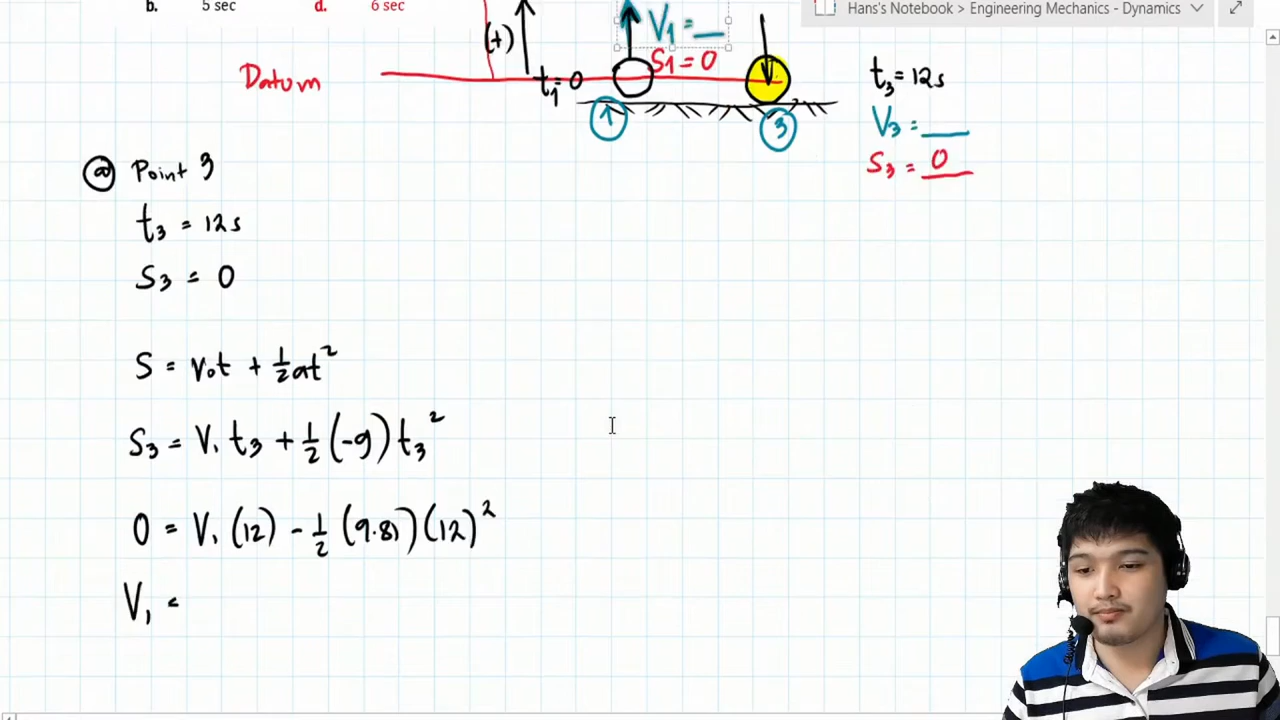 b. 5 sec d. 6 sec
Hans's Notebook > Engineering Mechanics - Dynamics
(+)
V₁ = __
S₁ = 0
Datum
t₁=0
t₃ = 12s
1
3
V₃ = __
S₃ = 0
@ Point 3
t₃ = 12s
S₃ = 0
S = V₀t + ½at²
S₃ = V₁ t₃ + ½ (-g) t₃²
0 = V₁ (12) - ½ (9.81) (12)²
V₁ =